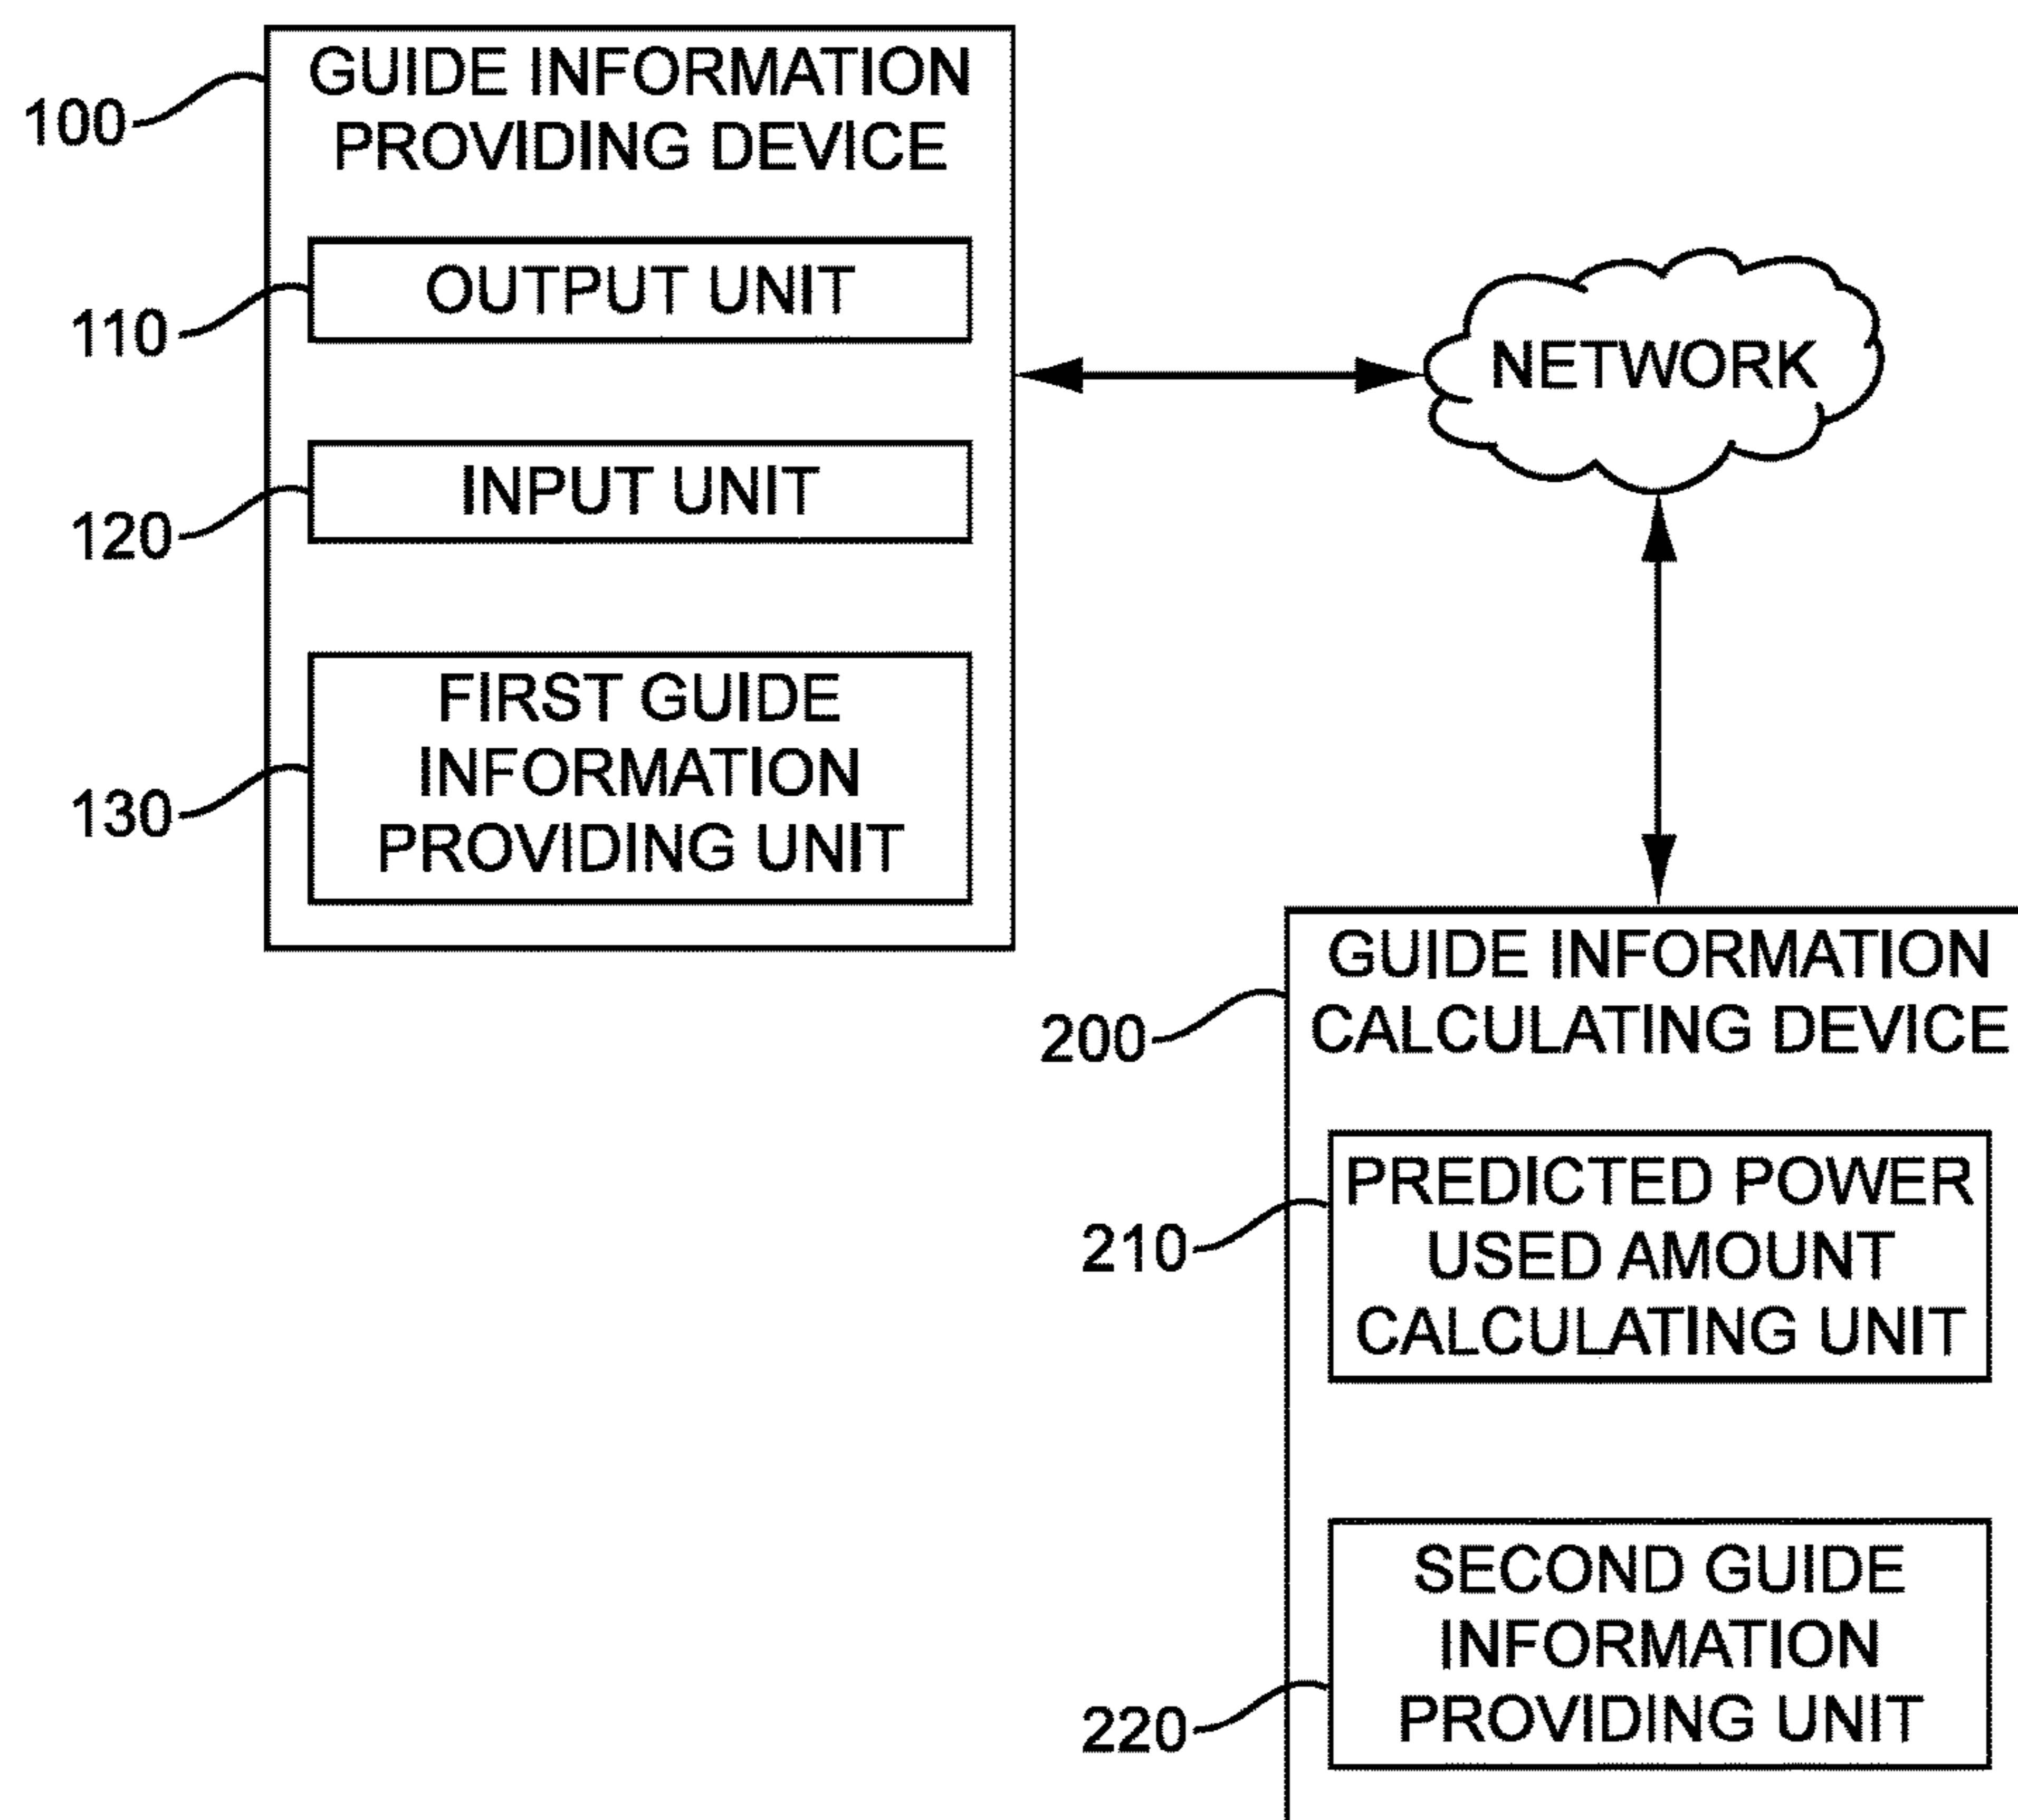 100
GUIDE INFORMATION
PROVIDING DEVICE
110
OUTPUT UNIT
120
INPUT UNIT
130
FIRST GUIDE
INFORMATION
PROVIDING UNIT
NETWORK
200
GUIDE INFORMATION
CALCULATING DEVICE
210
PREDICTED POWER
USED AMOUNT
CALCULATING UNIT
220
SECOND GUIDE
INFORMATION
PROVIDING UNIT